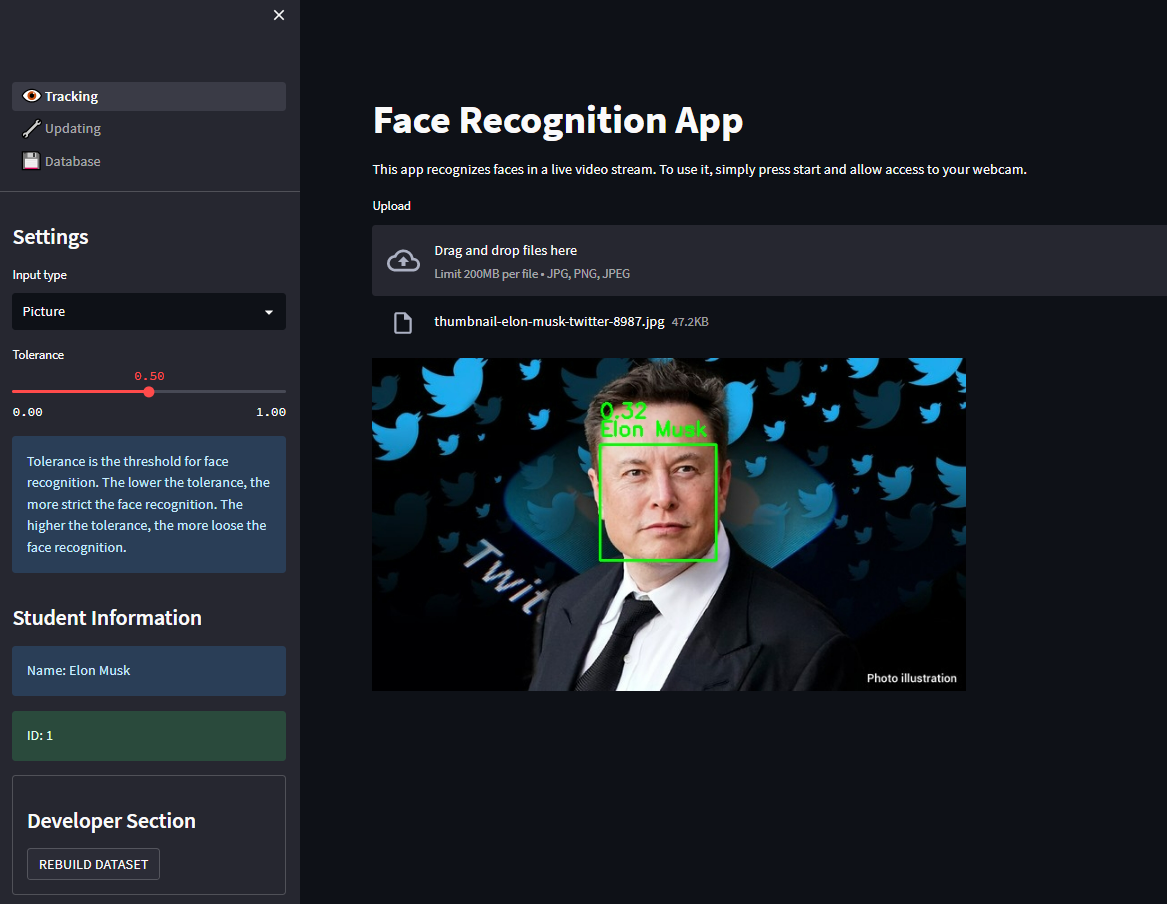 Tracking
Updating
Database
Settings
Input type
Picture
Tolerance
0.50
0.00 1.00
Tolerance is the threshold for face
recognition. The lower the tolerance, the
more strict the face recognition. The
higher the tolerance, the more loose the
face recognition.
Student Information
Name: Elon Musk
ID: 1
Developer Section
REBUILD DATASET
Face Recognition App
This app recognizes faces in a live video stream. To use it, simply press start and allow access to your webcam.
Upload
Drag and drop files here
Limit 200MB per file • JPG, PNG, JPEG
thumbnail-elon-musk-twitter-8987.jpg 47.2KB
0.32
Elon Musk
Twit
Photo illustration